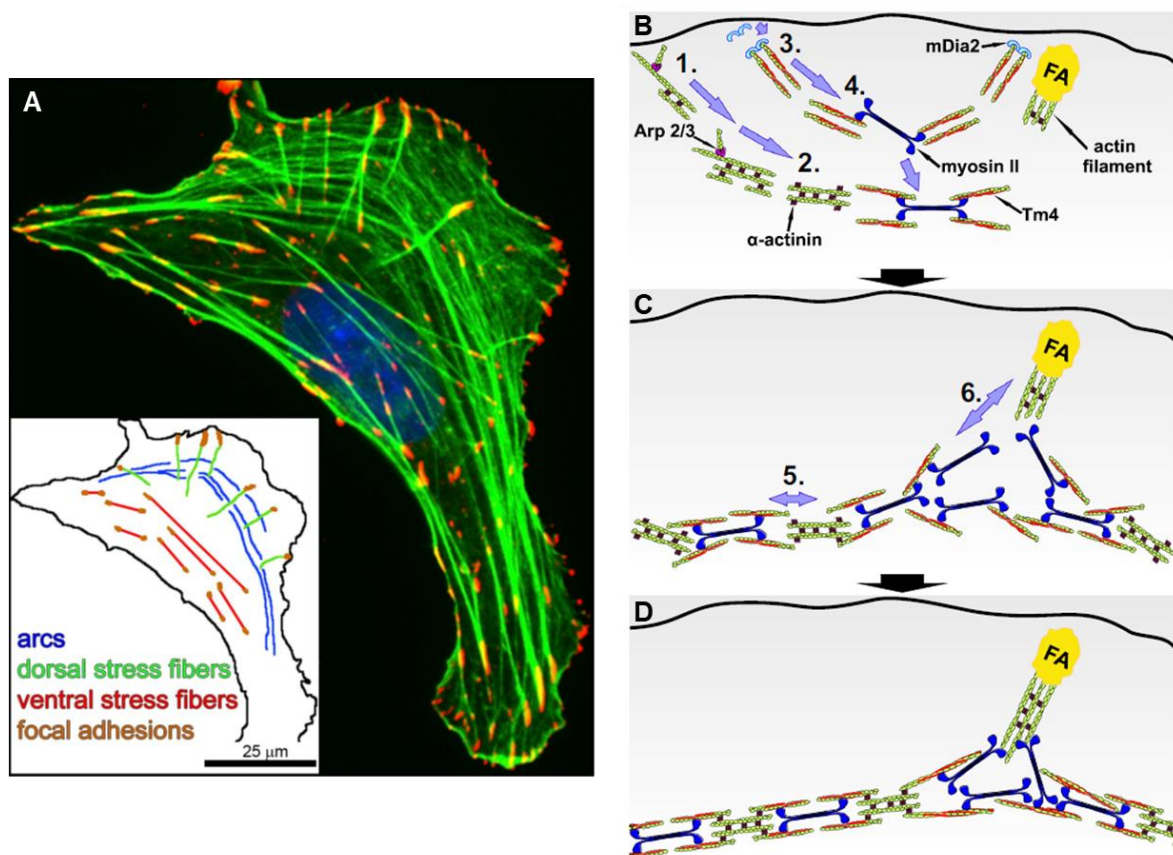 A
arcs
dorsal stress fibers
ventral stress fibers
focal adhesions
25 μm
B
mDia2
3.
1.
FA
4.
Arp 2/3
actin
filament
2.
myosin II
Tm4
α-actinin
C
FA
6.
5.
D
FA